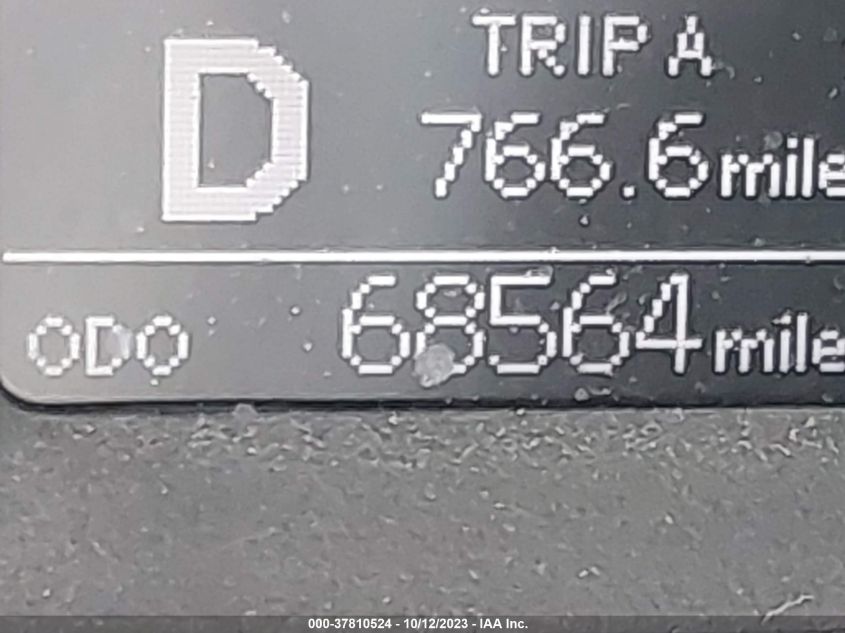 D
TRIP A
766.6 mile
ODO 68564 mile
000-37810524 - 10/12/2023 - IAA Inc.